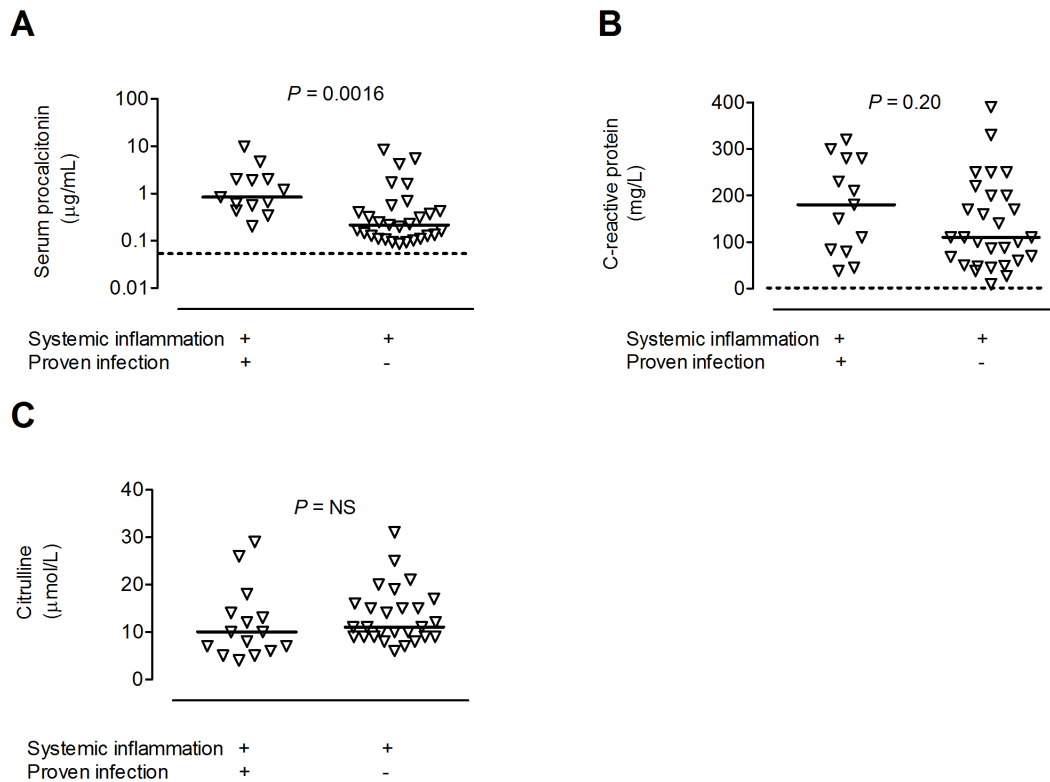 A
P = 0.0016
Serum procalcitonin
(µg/mL)
100
10
1
0.1
0.01
Systemic inflammation + +
Proven infection + -
B
P = 0.20
C-reactive protein
(mg/L)
400
300
200
100
0
Systemic inflammation + +
Proven infection + -
C
P = NS
Citrulline
(µmol/L)
40
30
20
10
0
Systemic inflammation + +
Proven infection + -